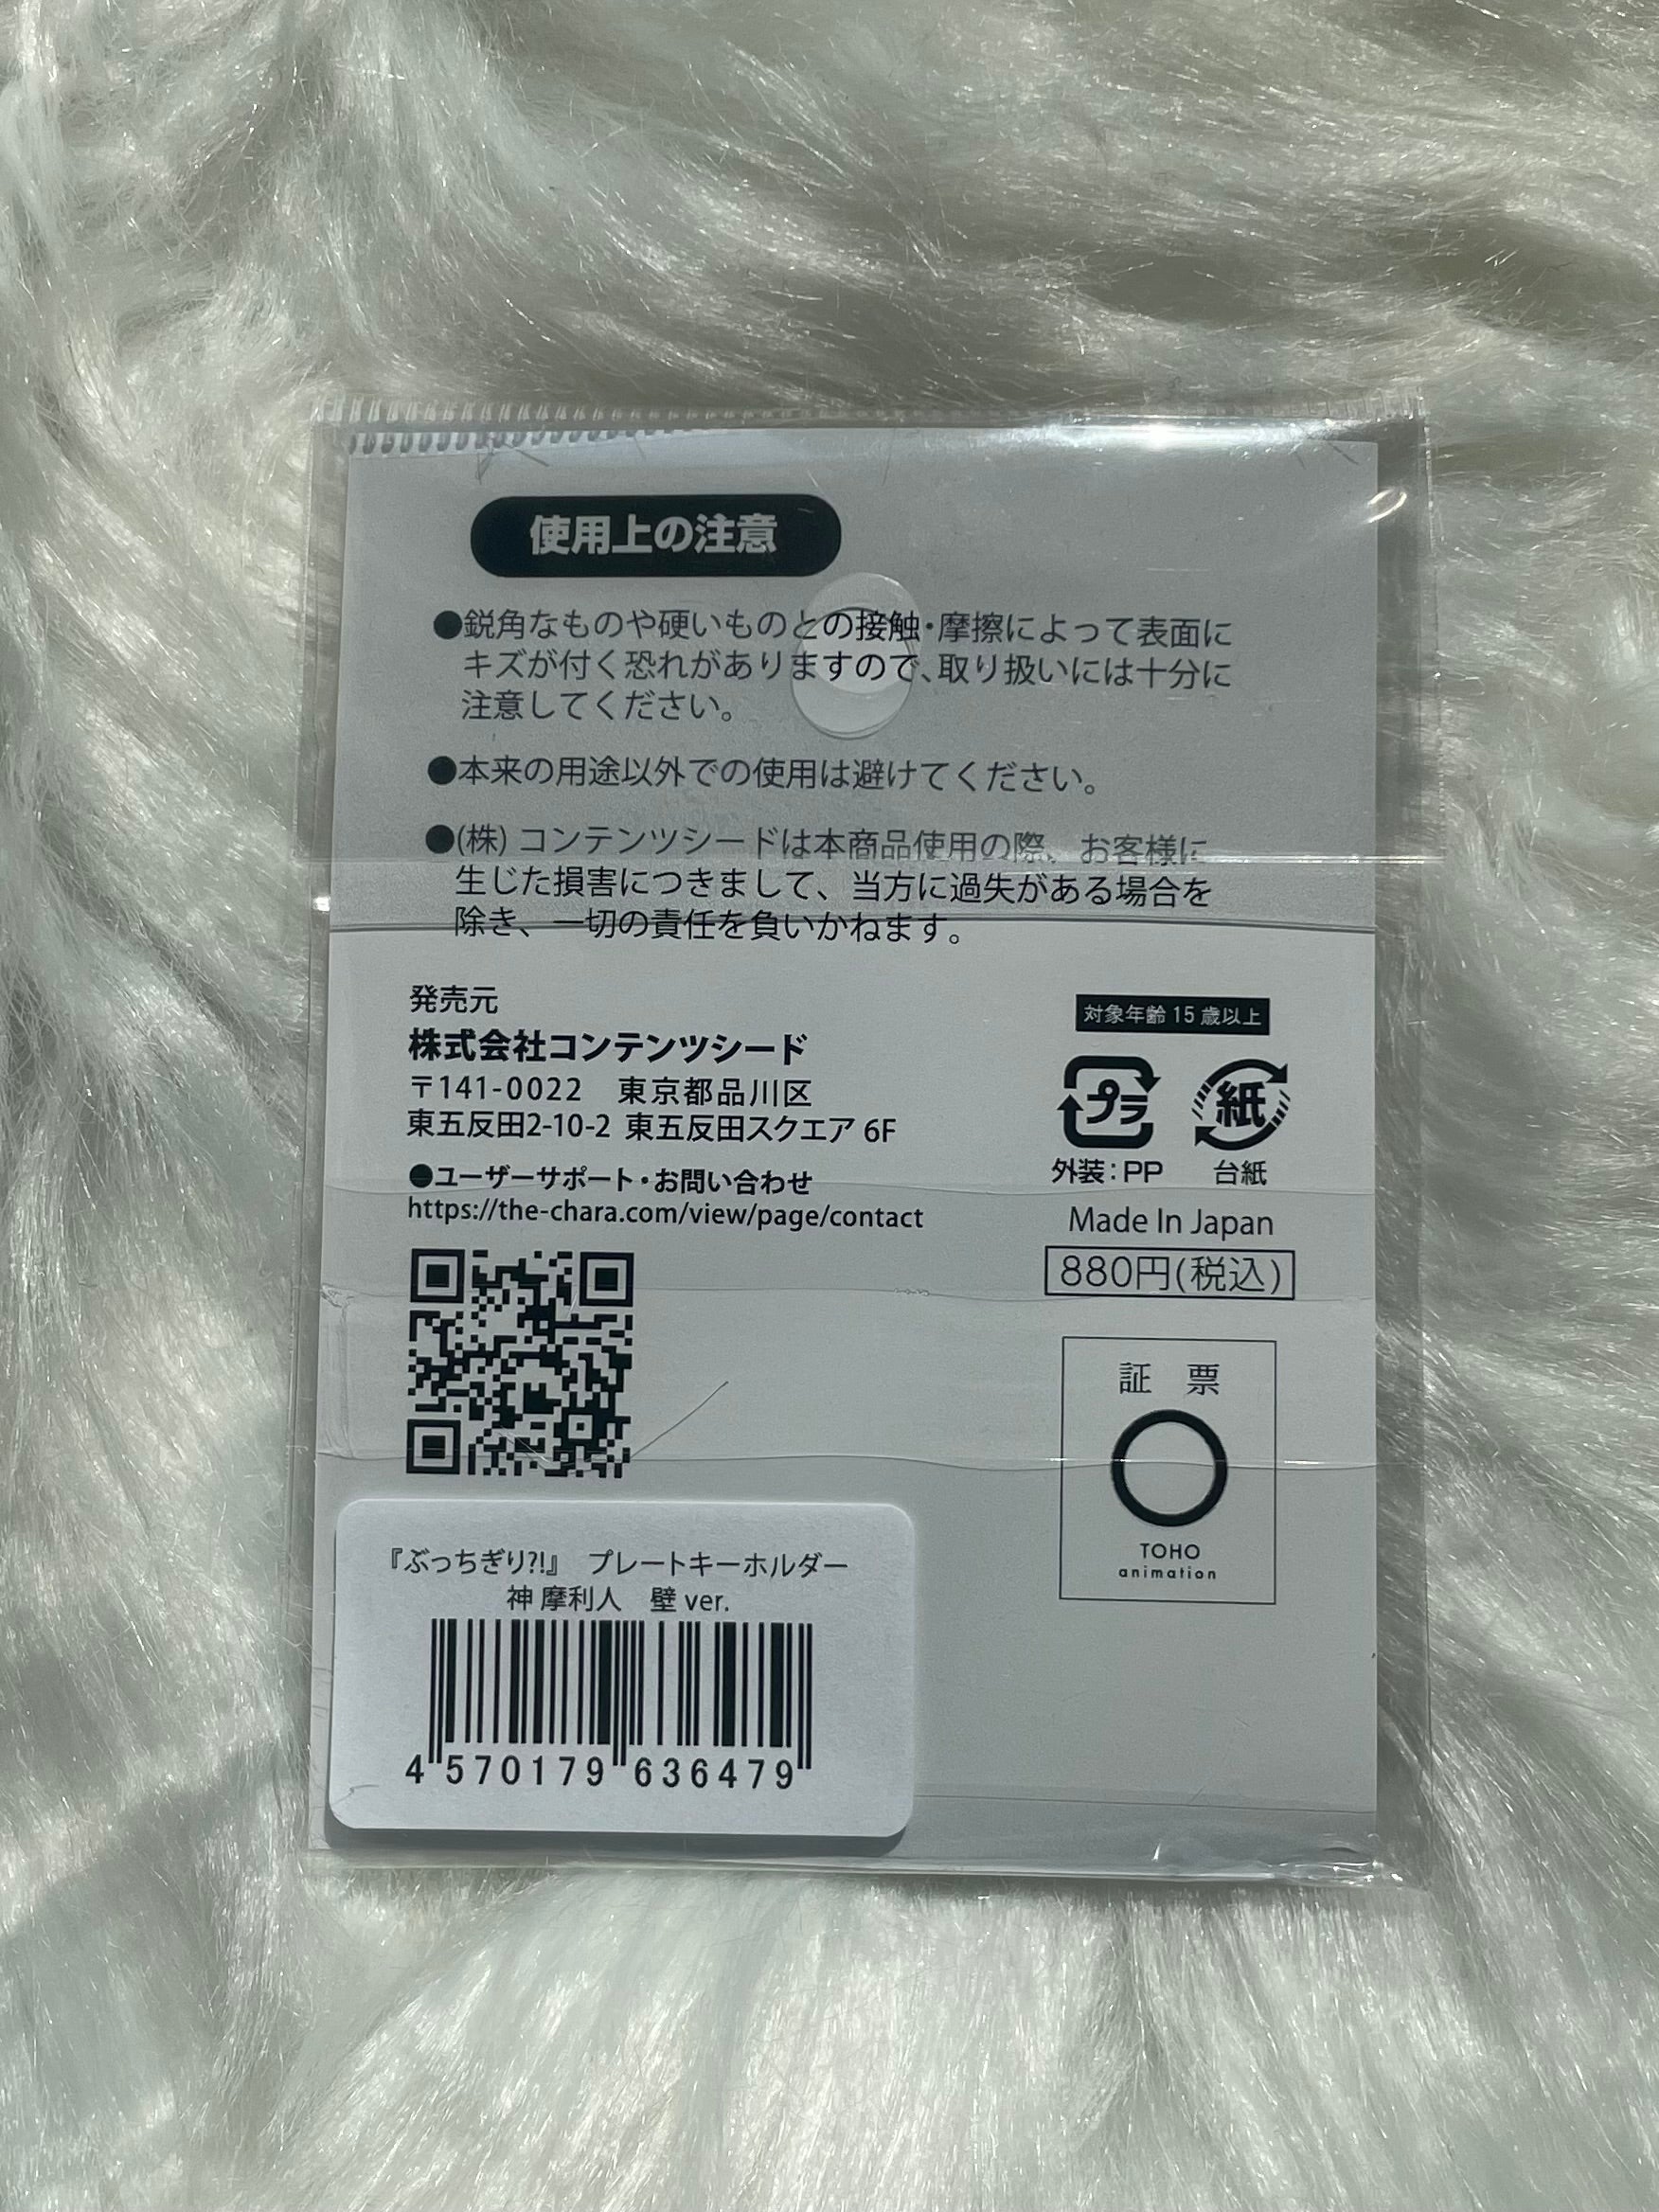 使用上の注意
●鋭角なものや硬いものとの接触・摩擦によって表面に
キズが付く恐れがありますので、取り扱いには十分に
注意してください。
●本来の用途以外での使用は避けてください。
●(株) コンテンツシードは本商品使用の際、お客様に
生じた損害につきまして、当方に過失がある場合を
除き、一切の責任を負いかねます。
発売元
株式会社コンテンツシード
〒141-0022 東京都品川区
東五反田2-10-2 東五反田スクエア 6F
●ユーザーサポート・お問い合わせ
https://the-chara.com/view/page/contact
対象年齢 15 歳以上
プラ 紙
外装：PP 台紙
Made In Japan
880円(税込)
証 票
TOHO
animation
『ぶっちぎり?!』 プレートキーホルダー
神 摩利人 壁 ver.
4 570179 636479